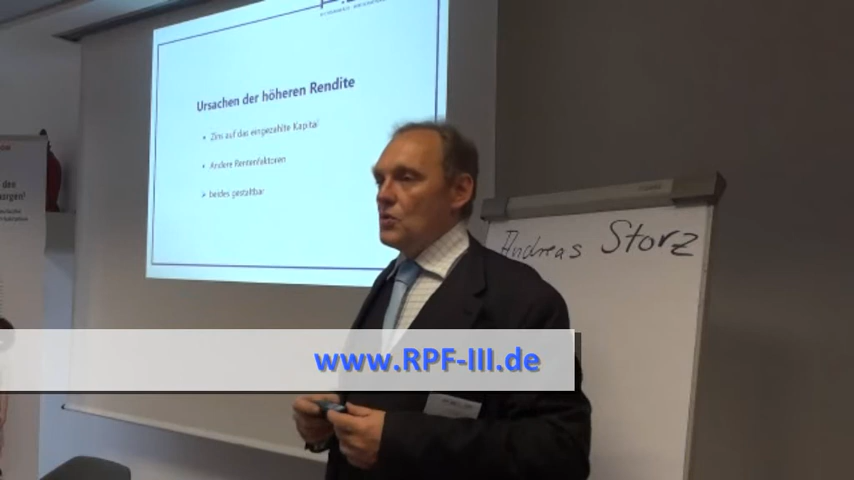 Ursachen der höheren Rendite
• Zins auf das eingezahlte Kapital
• Andere Rentenfaktoren
➢ beides gestaltbar
Andreas Storz
www.RPF-III.de